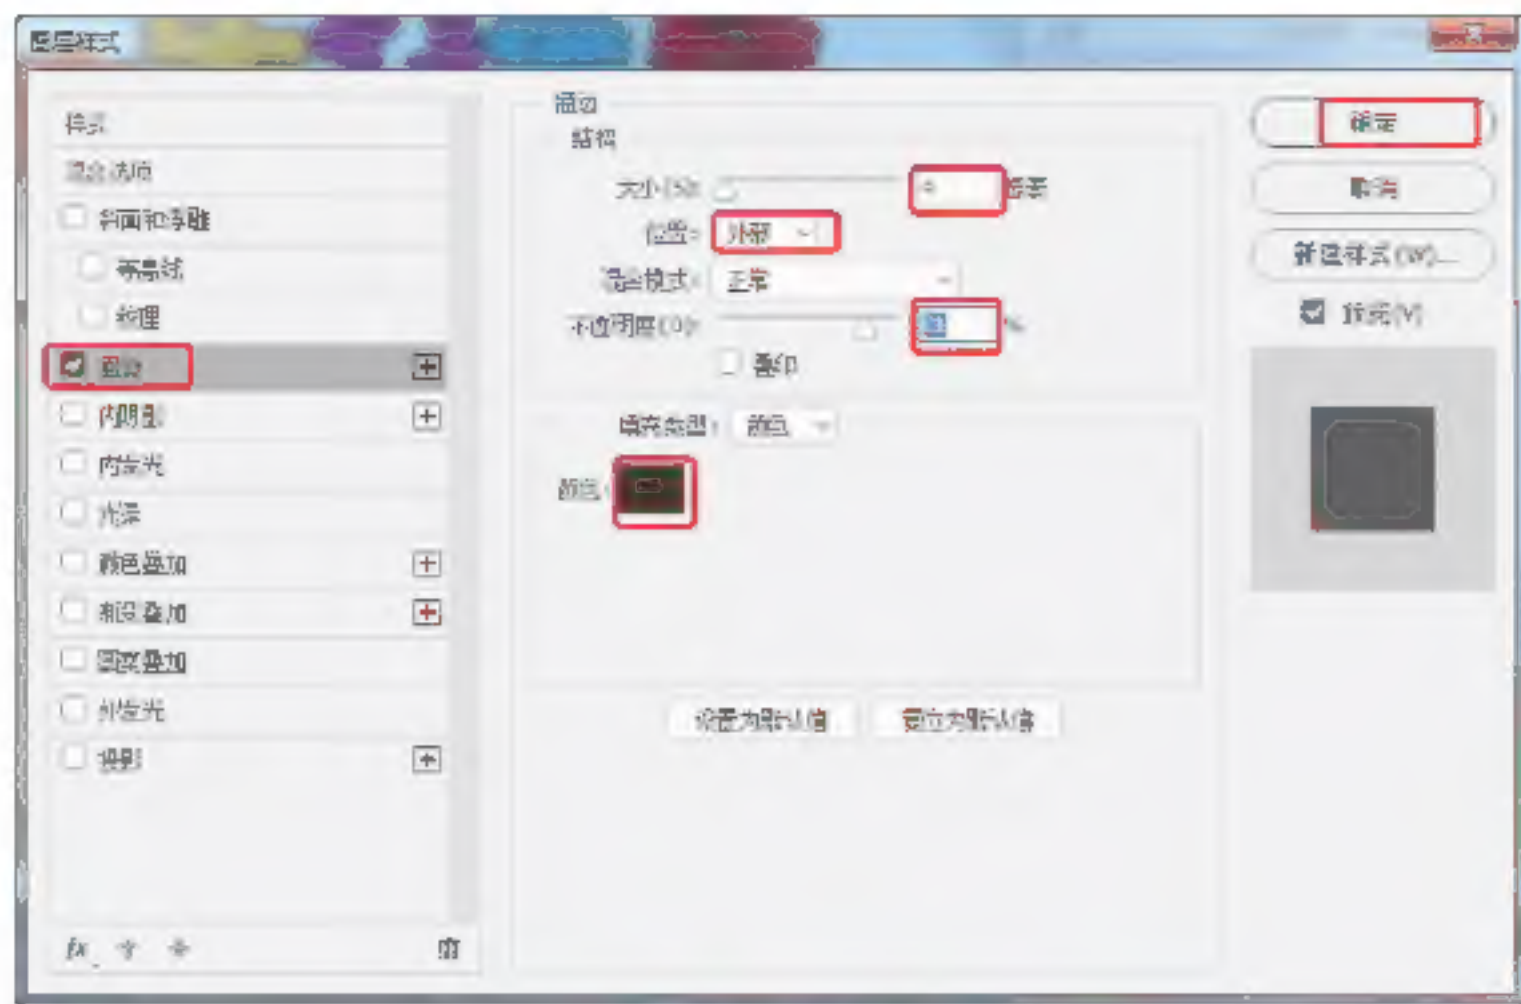 图层样式
样式
混合选项
斜面和浮雕
等高线
纹理
描边
内阴影
内发光
光泽
颜色叠加
渐变叠加
图案叠加
外发光
投影
fx
描边
结构
大小(S): 像素
位置: 外部
混合模式: 正常
不透明度(O): %
叠印
填充类型: 颜色
颜色:
设置为默认值 复位为默认值
确定
取消
新建样式(W)...
预览(V)